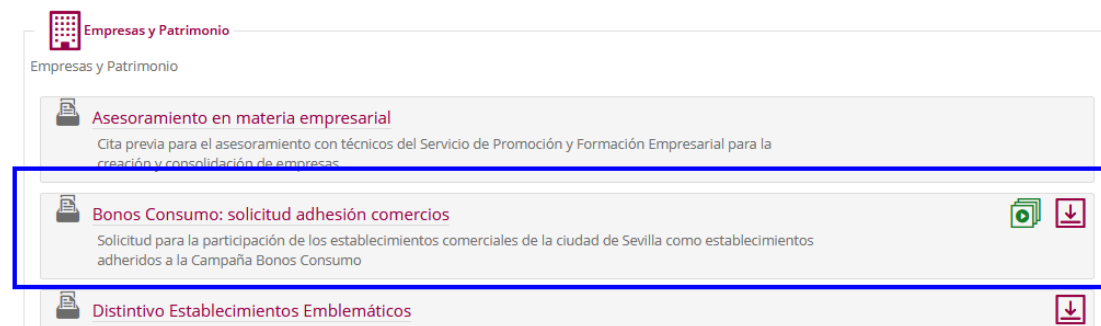 Empresas y Patrimonio
Empresas y Patrimonio
Asesoramiento en materia empresarial
Cita previa para el asesoramiento con técnicos del Servicio de Promoción y Formación Empresarial para la
creación y consolidación de empresas
Bonos Consumo: solicitud adhesión comercios
Solicitud para la participación de los establecimientos comerciales de la ciudad de Sevilla como establecimientos
adheridos a la Campaña Bonos Consumo
Distintivo Establecimientos Emblemáticos